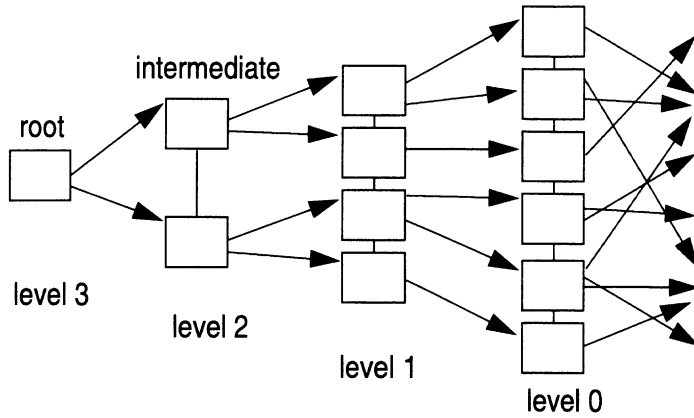 intermediate
root
level 3
level 2
level 1
level 0